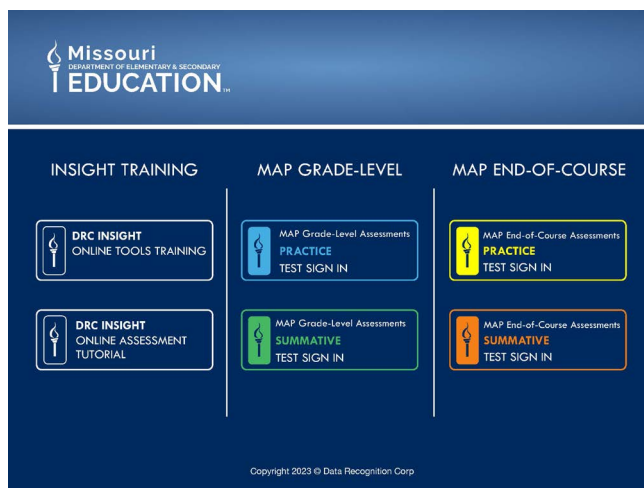 Missouri
DEPARTMENT OF ELEMENTARY & SECONDARY
EDUCATION™
INSIGHT TRAINING
DRC INSIGHT
ONLINE TOOLS TRAINING
DRC INSIGHT
ONLINE ASSESSMENT
TUTORIAL
MAP GRADE-LEVEL
MAP Grade-Level Assessments
PRACTICE
TEST SIGN IN
MAP Grade-Level Assessments
SUMMATIVE
TEST SIGN IN
MAP END-OF-COURSE
MAP End-of-Course Assessments
PRACTICE
TEST SIGN IN
MAP End-of-Course Assessments
SUMMATIVE
TEST SIGN IN
Copyright 2023 © Data Recognition Corp